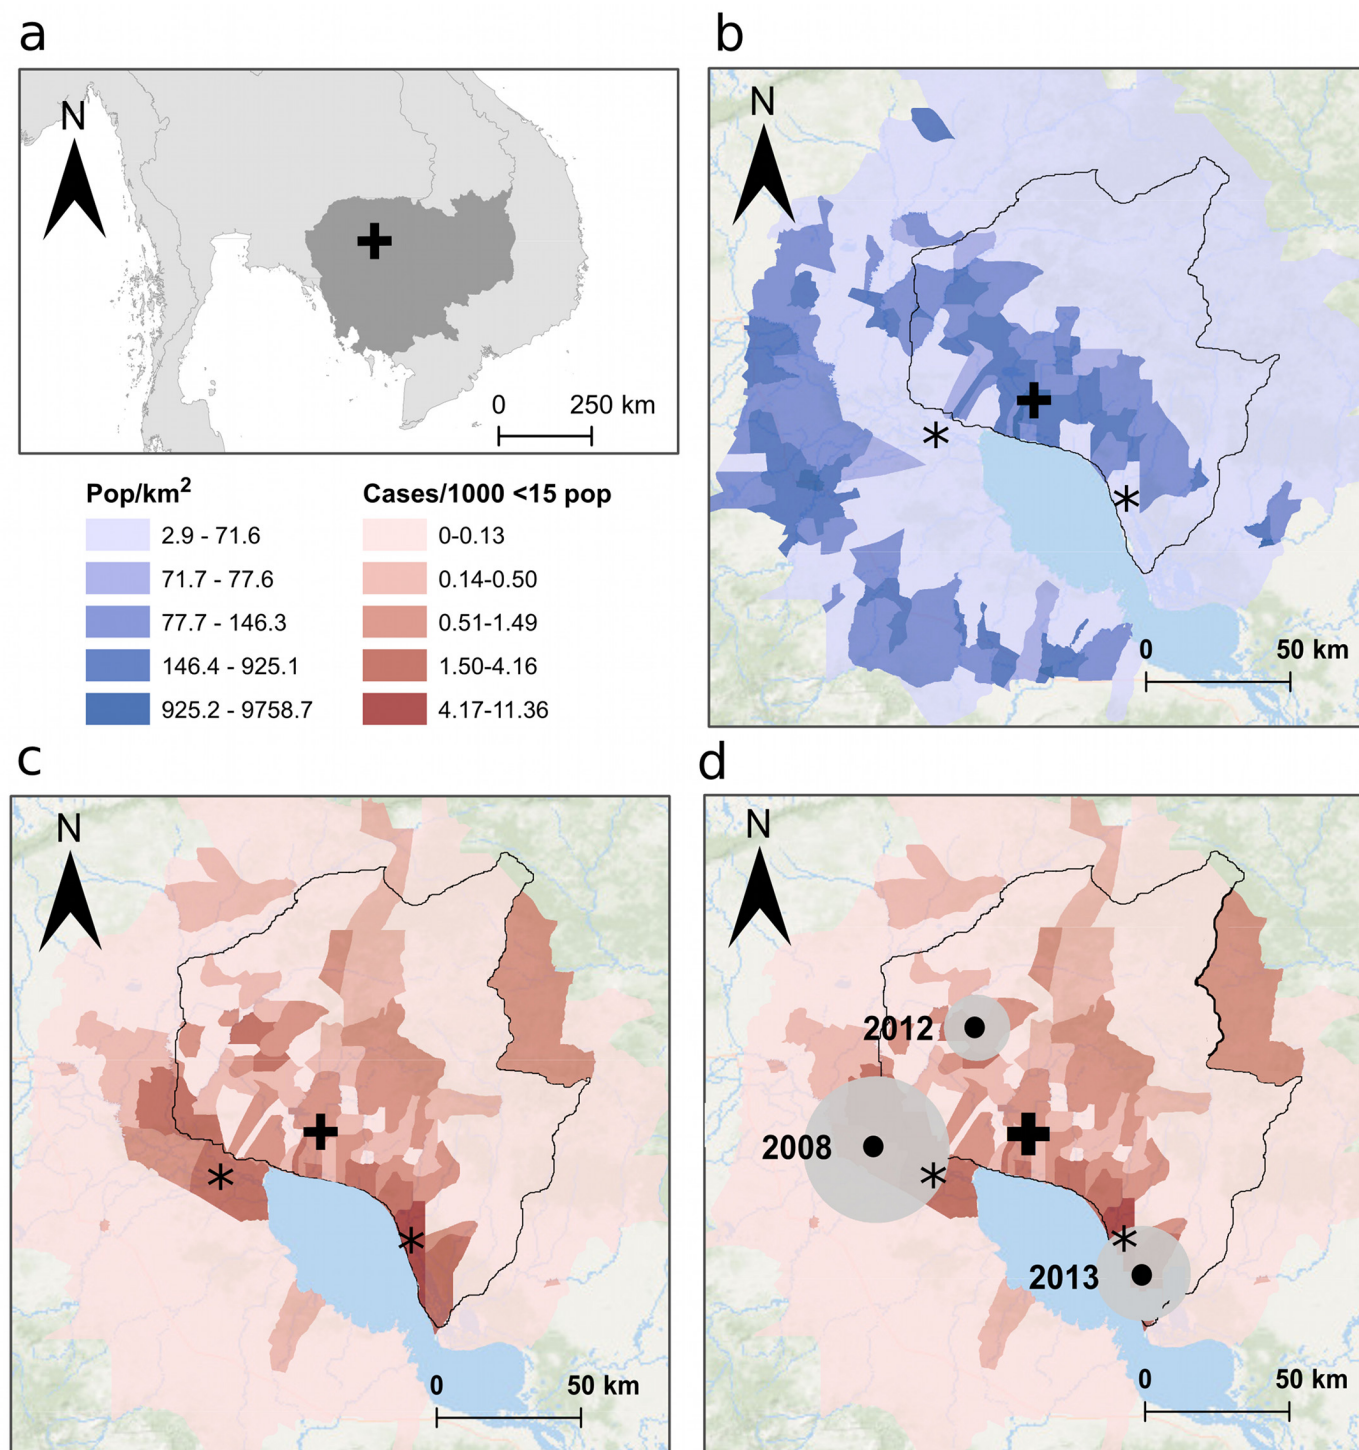 a
N
0 250 km
b
N
0 50 km
Pop/km²
2.9 - 71.6
71.7 - 77.6
77.7 - 146.3
146.4 - 925.1
925.2 - 9758.7
Cases/1000 <15 pop
0-0.13
0.14-0.50
0.51-1.49
1.50-4.16
4.17-11.36
c
N
0 50 km
d
N
2012
2008
2013
0 50 km